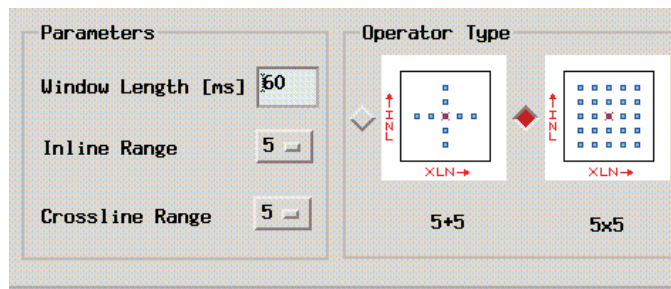 Parameters
Window Length [ms] 60
Inline Range 5
Crossline Range 5
Operator Type
INL
XLN
5+5
INL
XLN
5x5